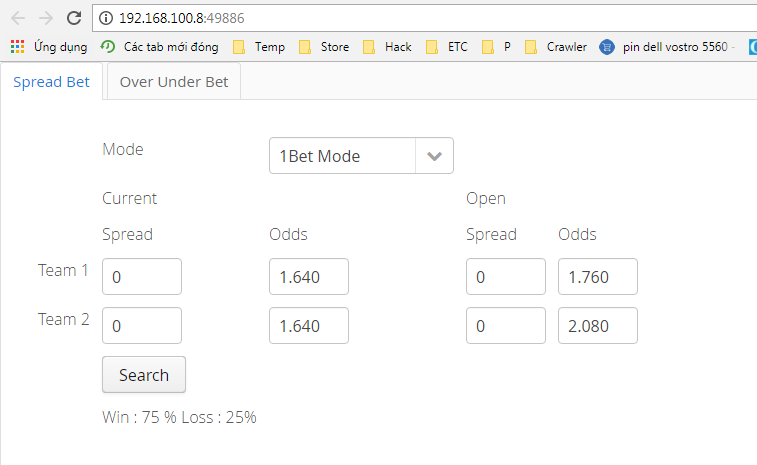 192.168.100.8:49886
Ứng dụng Các tab mới đóng Temp Store Hack ETC P Crawler pin dell vostro 5560 -
Spread Bet Over Under Bet
Mode 1Bet Mode
Current Open
Spread Odds Spread Odds
Team 1 0 1.640 0 1.760
Team 2 0 1.640 0 2.080
Search
Win : 75 % Loss : 25%